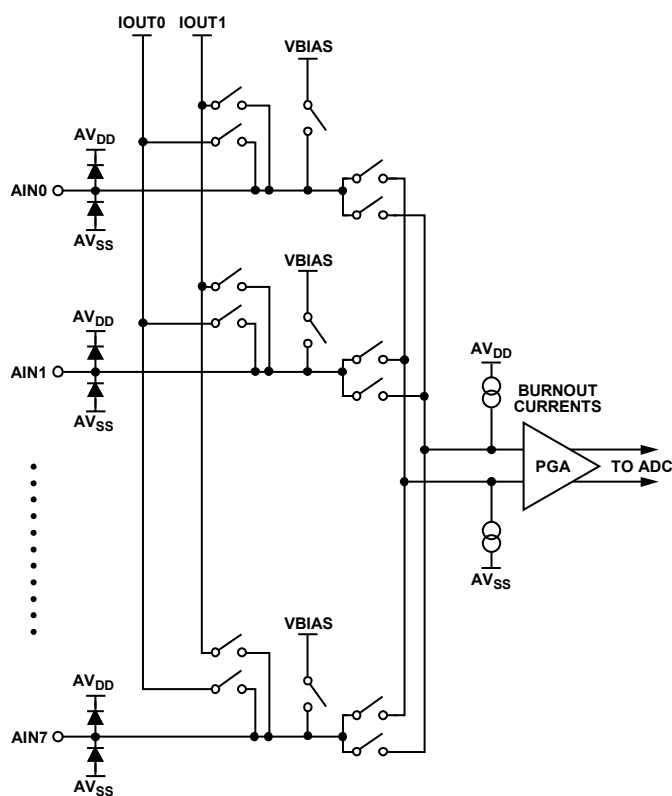 IOUT0 IOUT1
VBIAS
AVDD
AIN0
AVSS
VBIAS
AVDD
AIN1
AVSS
AVDD
BURNOUT
CURRENTS
PGA
TO ADC
AVSS
VBIAS
AVDD
AIN7
AVSS